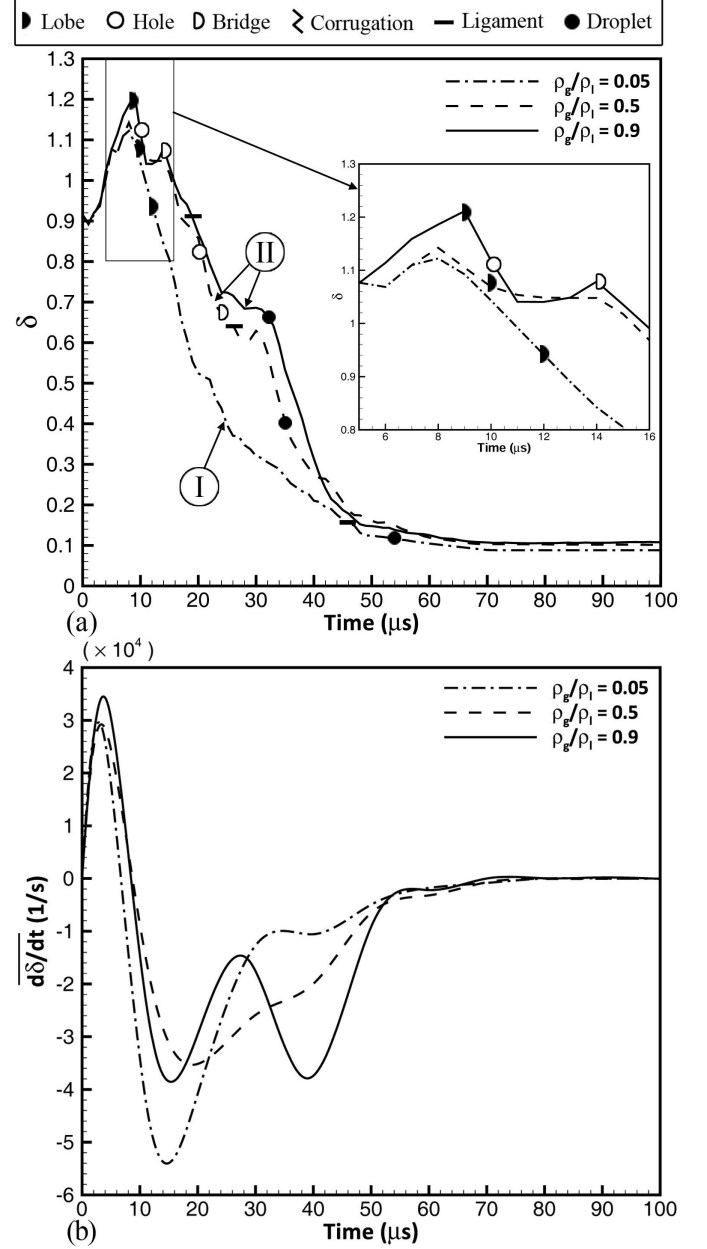 Lobe Hole Bridge Corrugation Ligament Droplet
1.3
1.2
1.1
1
0.9
0.8
0.7
0.6
0.5
0.4
0.3
0.2
0.1
0
δ
ρg/ρl = 0.05
ρg/ρl = 0.5
ρg/ρl = 0.9
1.3
1.2
1.1
1
0.9
0.8
δ
6 8 10 12 14 16
Time (μs)
II
I
0 10 20 30 40 50 60 70 80 90 100
(a) Time (μs)
(×10⁴)
4
3
2
1
0
-1
-2
-3
-4
-5
-6
dδ/dt (1/s)
ρg/ρl = 0.05
ρg/ρl = 0.5
ρg/ρl = 0.9
0 10 20 30 40 50 60 70 80 90 100
(b) Time (μs)